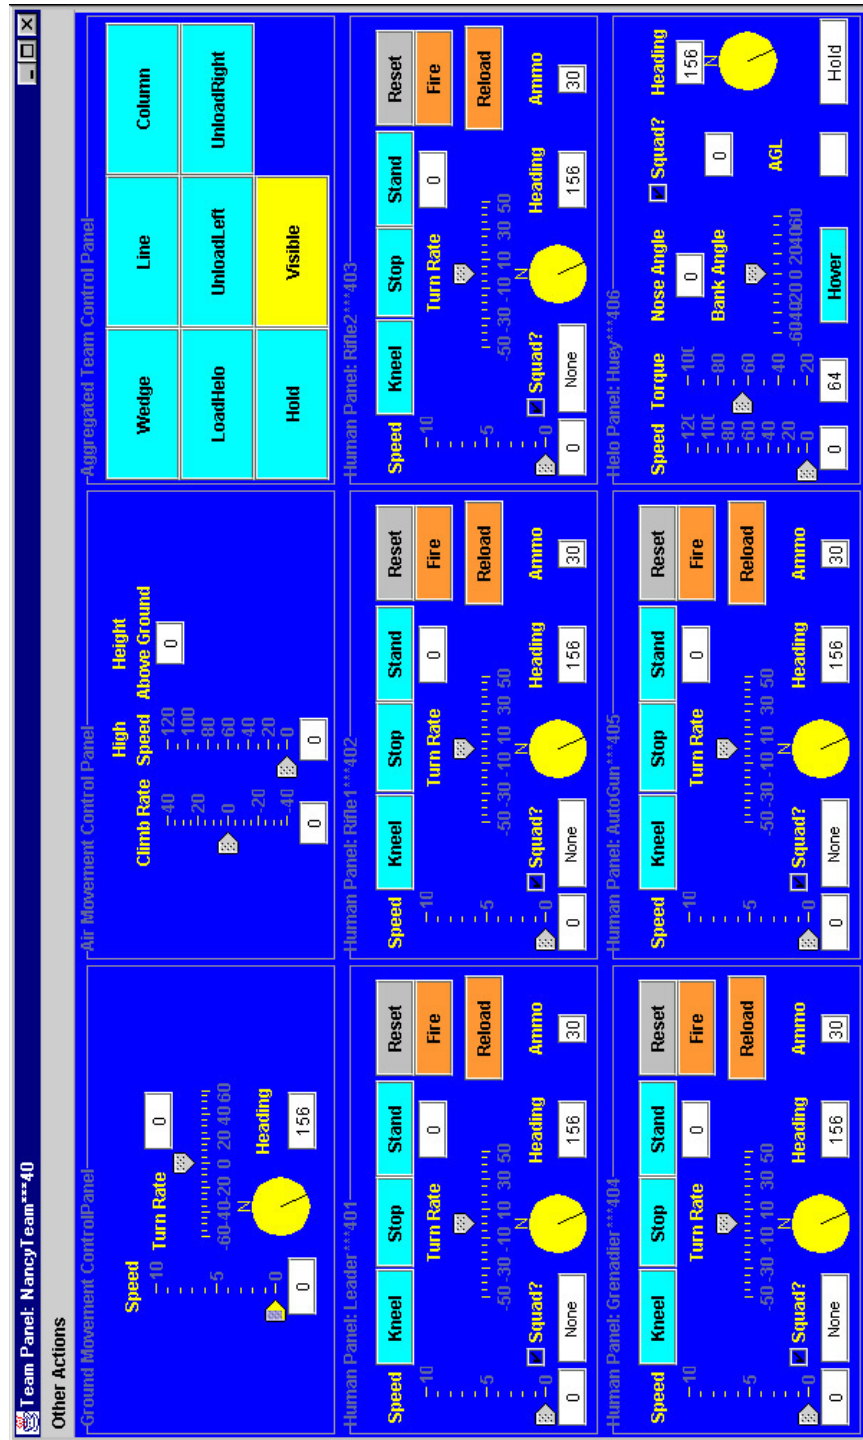 Team Panel: NancyTeam***40
Other Actions
Ground Movement ControlPanel
Speed
10
5
0
0
Turn Rate
0
-60-40-20 0 20 40 60
N
Heading
156
Air Movement Control Panel
Climb Rate
40
20
0
-20
-40
0
High
Speed
120
100
80
60
40
20
0
0
Height
Above Ground
0
Aggregated Team Control Panel
Wedge Line Column
LoadHelo UnloadLeft UnloadRight
Hold Visible
Human Panel: Leader***401
Speed Kneel Stop Stand Reset
10
5
0
0
Turn Rate
0
Fire
-50 -30 -10 10 30 50
Reload
Squad?
None
N
Heading
156
Ammo
30
Human Panel: Rifle1***402
Speed Kneel Stop Stand Reset
10
5
0
0
Turn Rate
0
Fire
-50 -30 -10 10 30 50
Reload
Squad?
None
N
Heading
156
Ammo
30
Human Panel: Rifle2***403
Speed Kneel Stop Stand Reset
10
5
0
0
Turn Rate
0
Fire
-50 -30 -10 10 30 50
Reload
Squad?
None
N
Heading
156
Ammo
30
Human Panel: Grenadier***404
Speed Kneel Stop Stand Reset
10
5
0
0
Turn Rate
0
Fire
-50 -30 -10 10 30 50
Reload
Squad?
None
N
Heading
156
Ammo
30
Human Panel: AutoGun***405
Speed Kneel Stop Stand Reset
10
5
0
0
Turn Rate
0
Fire
-50 -30 -10 10 30 50
Reload
Squad?
None
N
Heading
156
Ammo
30
Helo Panel: Huey***406
Speed
120
100
80
60
40
20
0
0
Torque
100
80
60
40
20
64
Nose Angle
0
Bank Angle
0
-60-40-20 0 20 40 60
Hover
Squad?
AGL
Heading
156
N
Hold